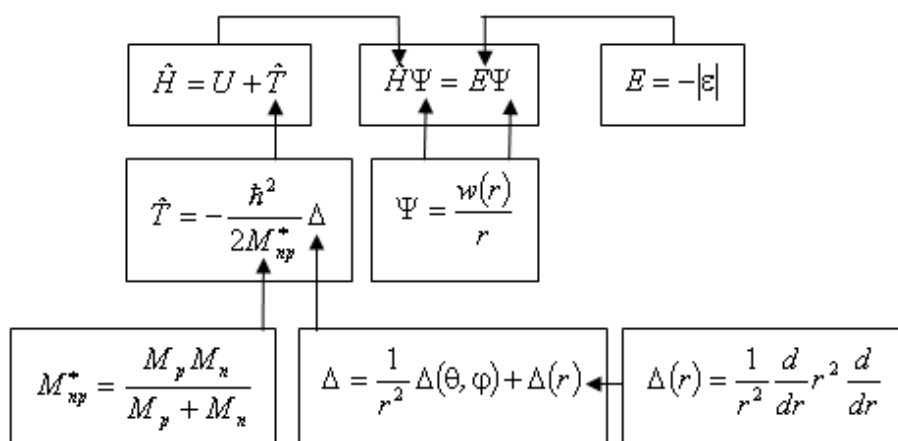 Ĥ = U + T̂
ĤΨ = EΨ
E = −|ε|
T̂ = − ħ² / 2M*ₙₚ Δ
Ψ = w(r) / r
M*ₙₚ = MₚMₙ / Mₚ + Mₙ
Δ = 1/r² Δ(θ, φ) + Δ(r)
Δ(r) = 1/r² d/dr r² d/dr